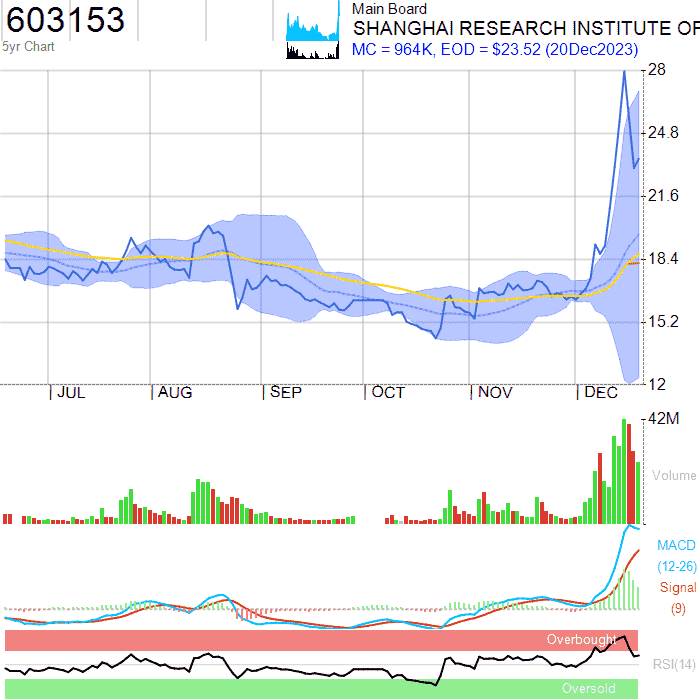 603153
5yr Chart
Main Board
SHANGHAI RESEARCH INSTITUTE OF
MC = 964K, EOD = $23.52 (20Dec2023)
28
24.8
21.6
18.4
15.2
12
JUL AUG SEP OCT NOV DEC
42M
Volume
MACD
(12-26)
Signal
(9)
Overbought
RSI(14)
Oversold